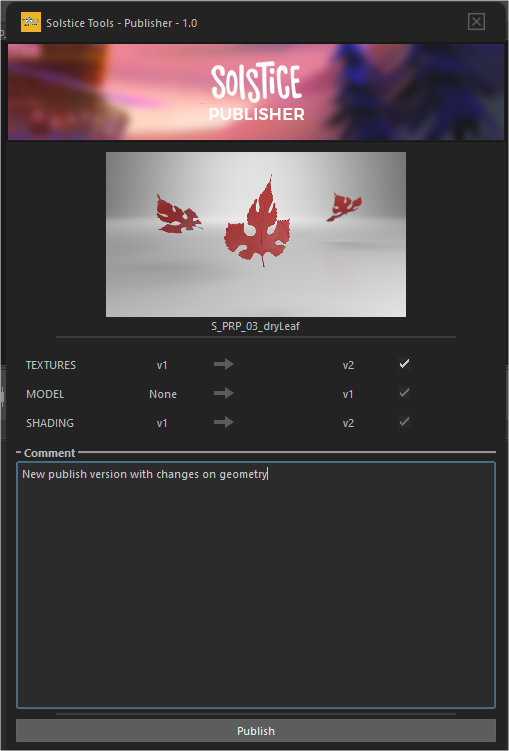 Solstice Tools - Publisher - 1.0
SOLSTICE
PUBLISHER
S_PRP_03_dryLeaf
TEXTURES v1 v2
MODEL None v1
SHADING v1 v2
Comment
New publish version with changes on geometry
Publish